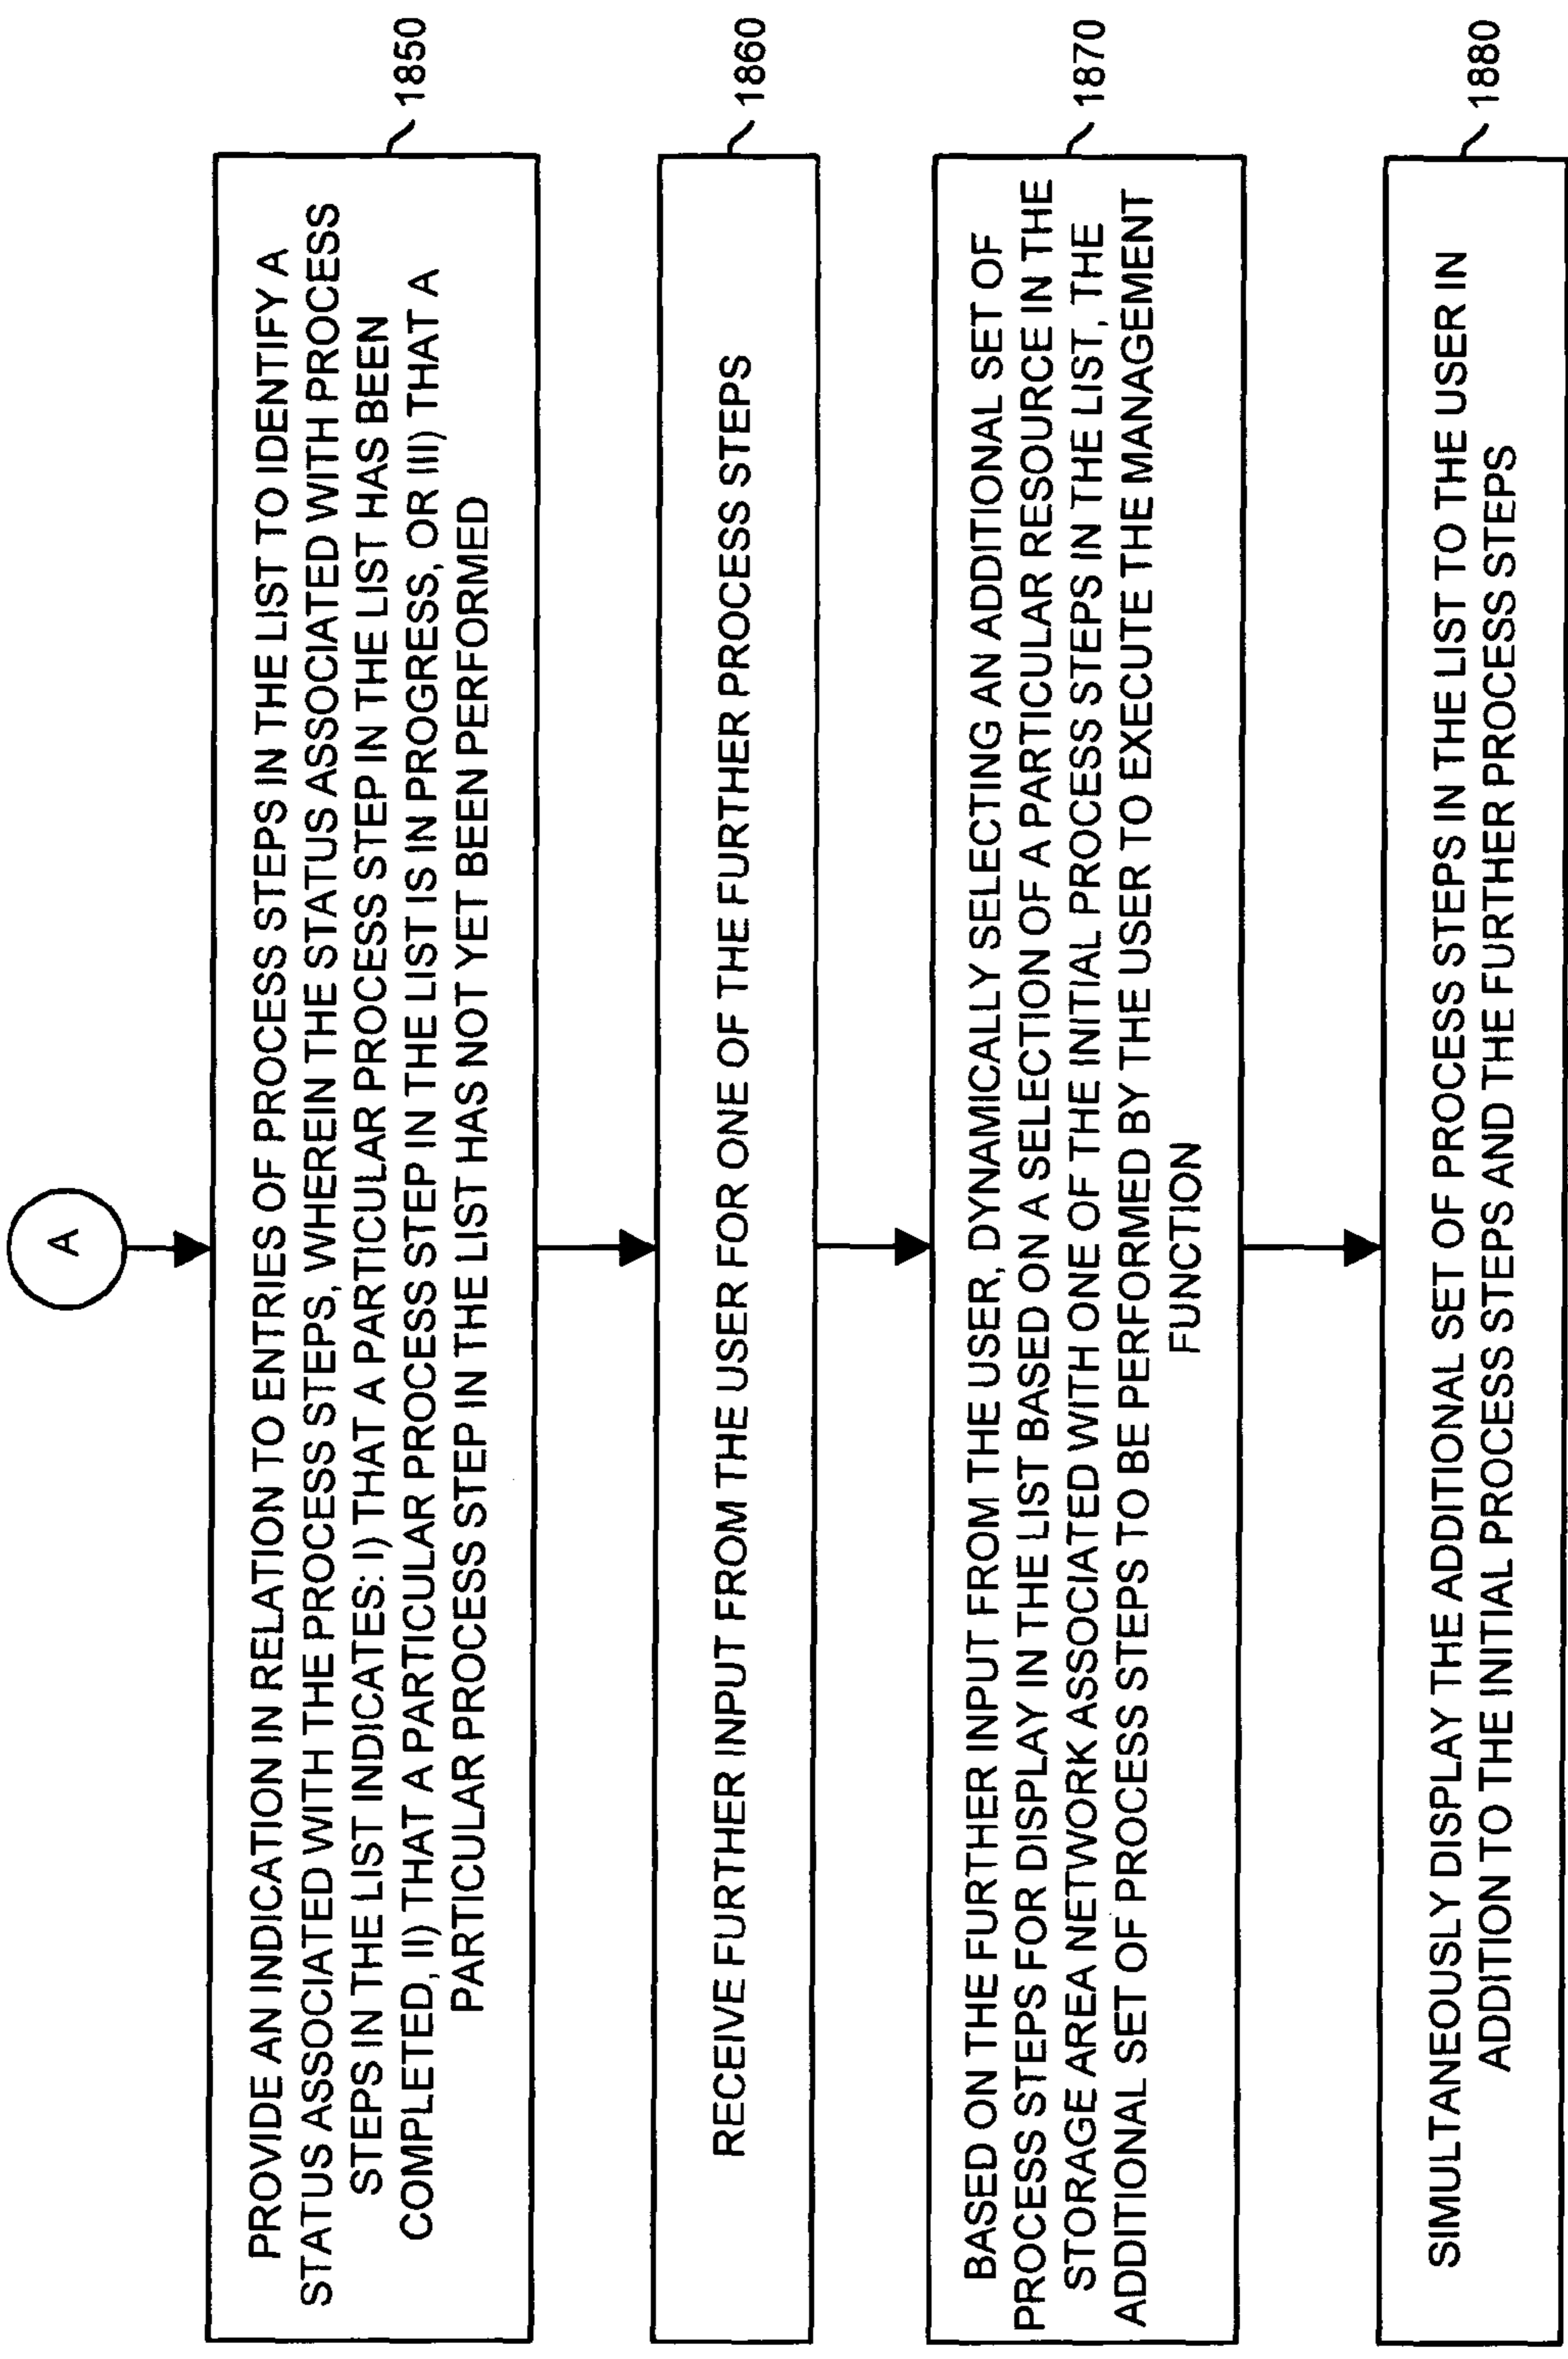 A
PROVIDE AN INDICATION IN RELATION TO ENTRIES OF PROCESS STEPS IN THE LIST TO IDENTIFY A
STATUS ASSOCIATED WITH THE PROCESS STEPS, WHEREIN THE STATUS ASSOCIATED WITH PROCESS
STEPS IN THE LIST INDICATES: I) THAT A PARTICULAR PROCESS STEP IN THE LIST HAS BEEN
COMPLETED, II) THAT A PARTICULAR PROCESS STEP IN THE LIST IS IN PROGRESS, OR III) THAT A
PARTICULAR PROCESS STEP IN THE LIST HAS NOT YET BEEN PERFORMED
1850
RECEIVE FURTHER INPUT FROM THE USER FOR ONE OF THE FURTHER PROCESS STEPS
1860
BASED ON THE FURTHER INPUT FROM THE USER, DYNAMICALLY SELECTING AN ADDITIONAL SET OF
PROCESS STEPS FOR DISPLAY IN THE LIST BASED ON A SELECTION OF A PARTICULAR RESOURCE IN THE
STORAGE AREA NETWORK ASSOCIATED WITH ONE OF THE INITIAL PROCESS STEPS IN THE LIST, THE
ADDITIONAL SET OF PROCESS STEPS TO BE PERFORMED BY THE USER TO EXECUTE THE MANAGEMENT
FUNCTION
1870
SIMULTANEOUSLY DISPLAY THE ADDITIONAL SET OF PROCESS STEPS IN THE LIST TO THE USER IN
ADDITION TO THE INITIAL PROCESS STEPS AND THE FURTHER PROCESS STEPS
1880